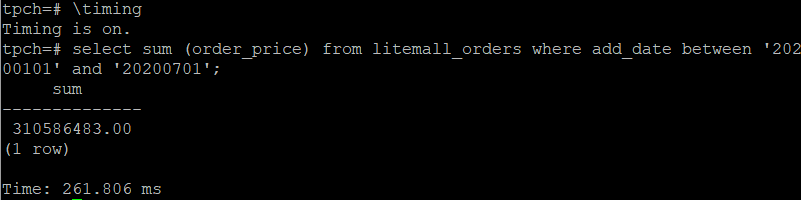 tpch=# \timing
Timing is on.
tpch=# select sum (order_price) from litemall_orders where add_date between '202
00101' and '20200701';
     sum
--------------
 310586483.00
(1 row)

Time: 261.806 ms